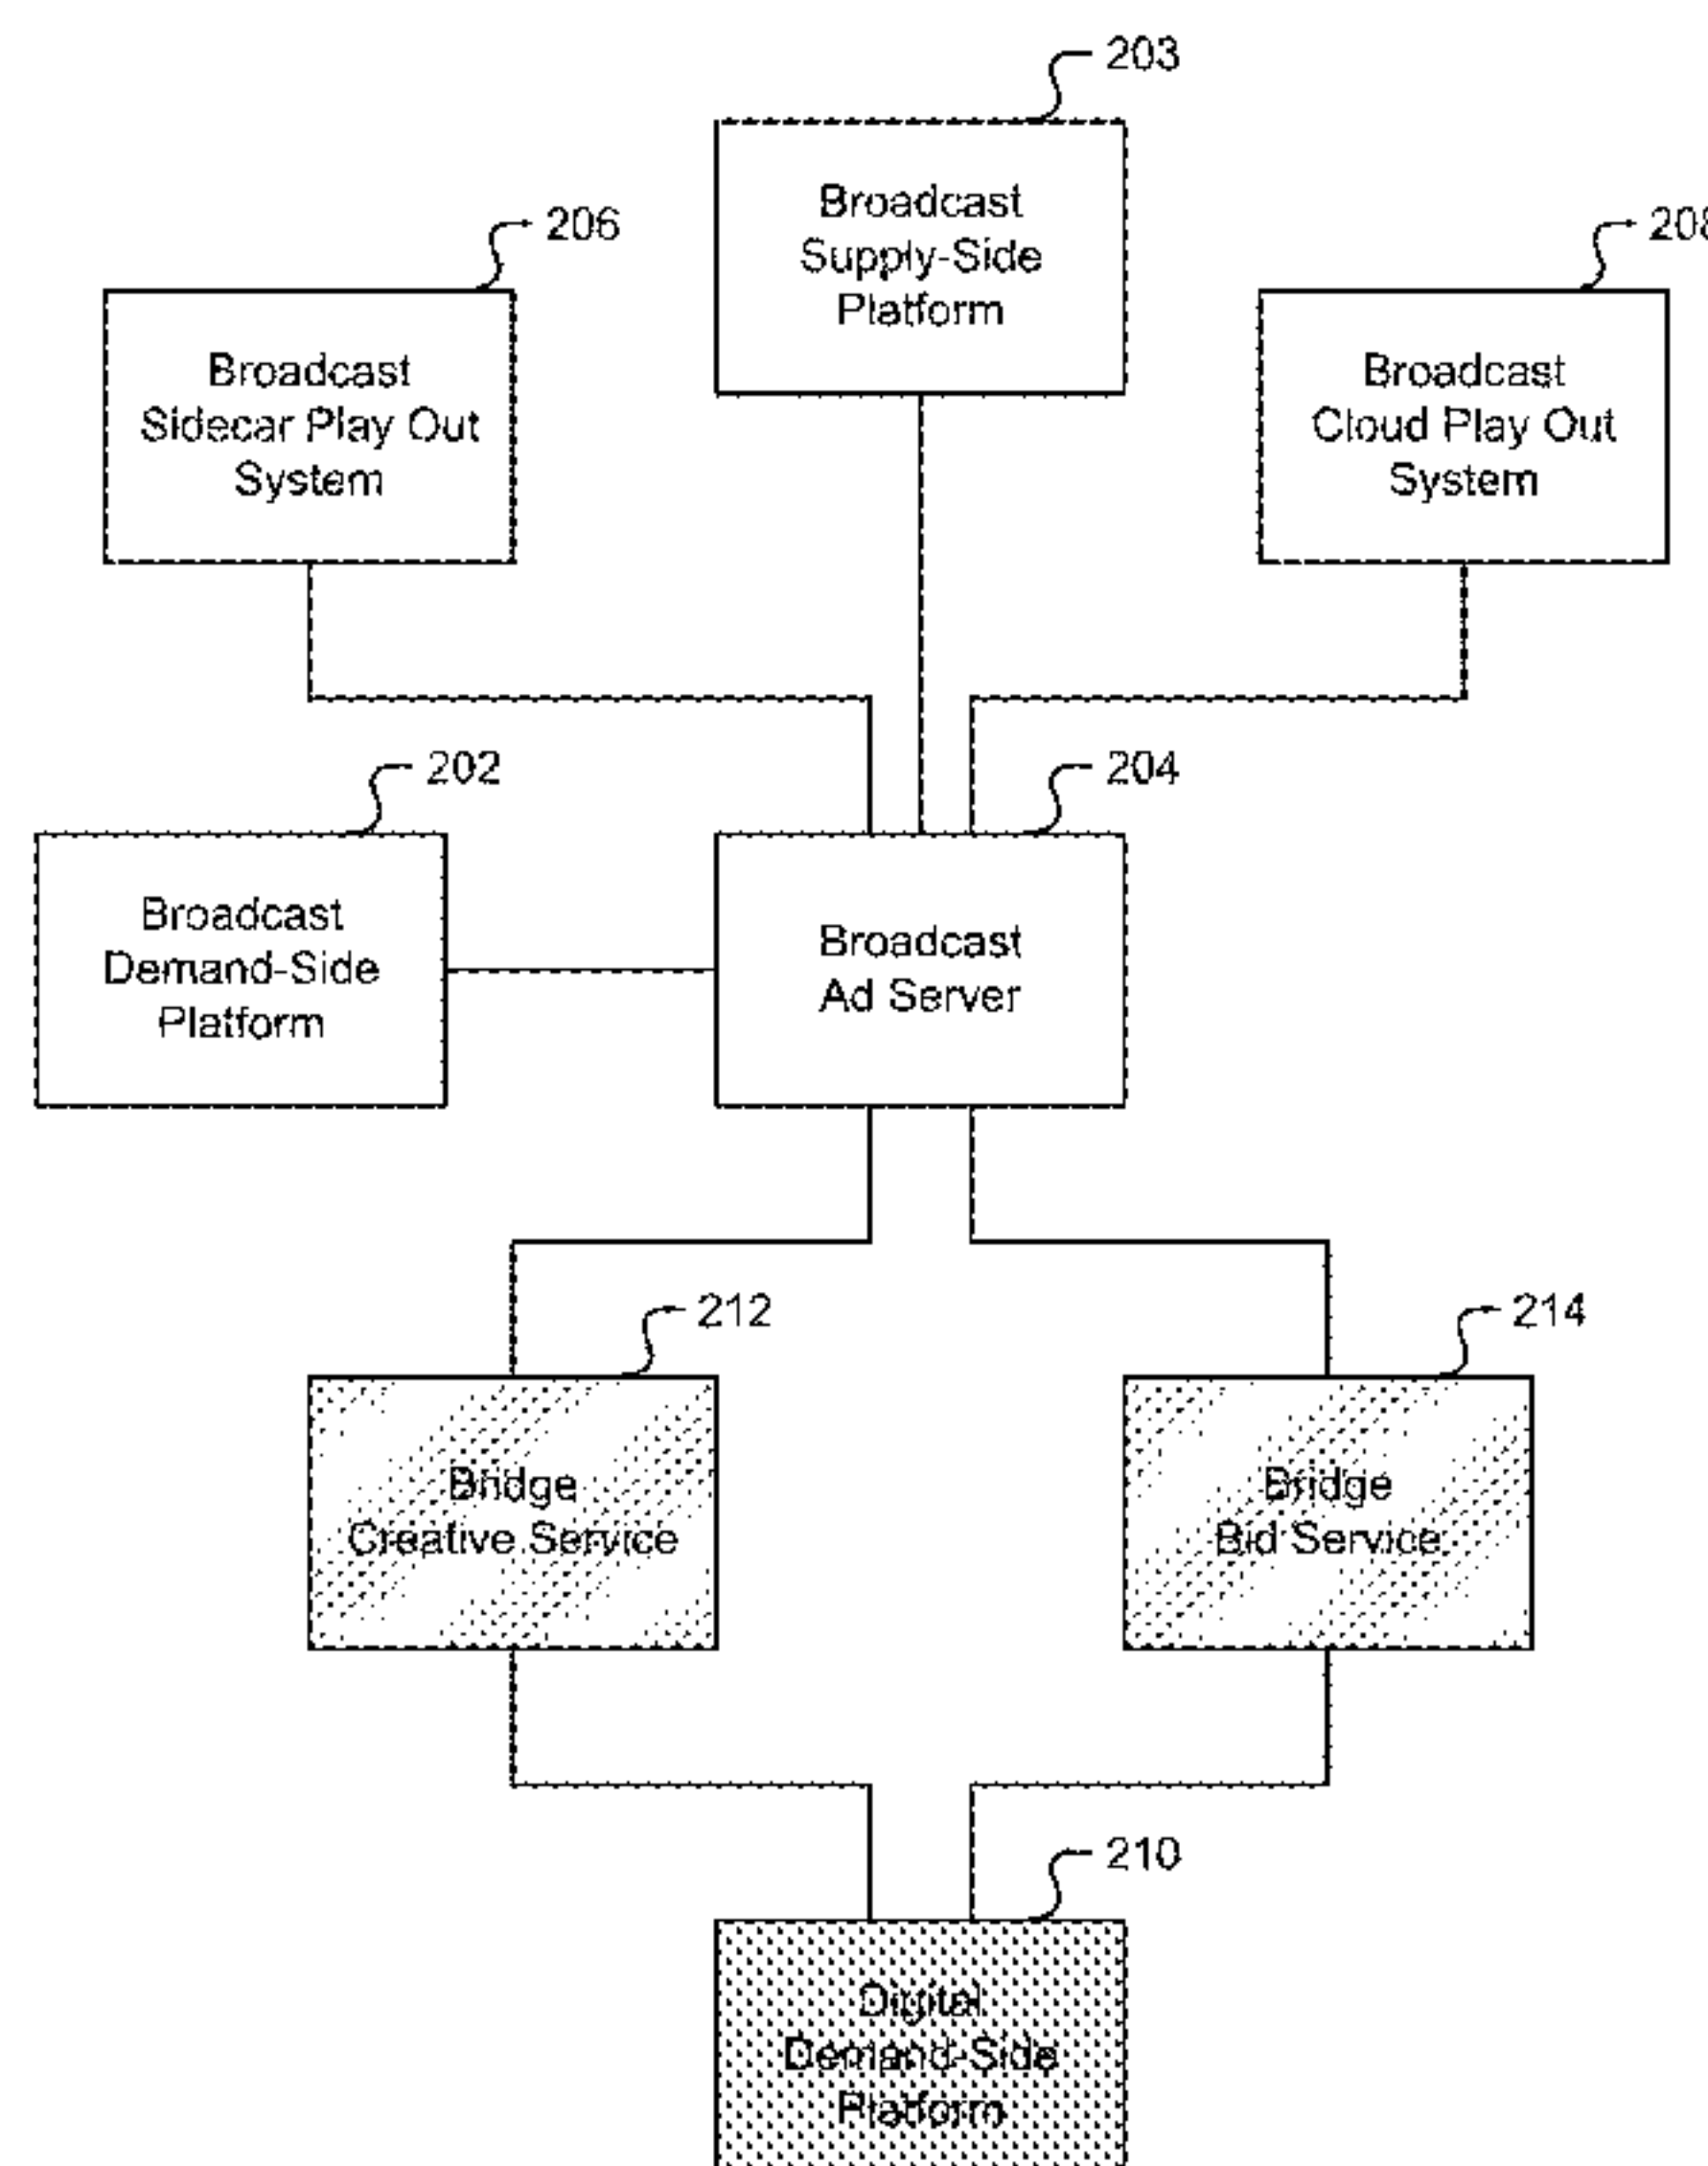 203
Broadcast
Supply-Side
Platform
206
Broadcast
Sidecar Play Out
System
208
Broadcast
Cloud Play Out
System
202
Broadcast
Demand-Side
Platform
204
Broadcast
Ad Server
212
Bridge
Creative Service
214
Bridge
Bid Service
210
Digital
Demand-Side
Platform